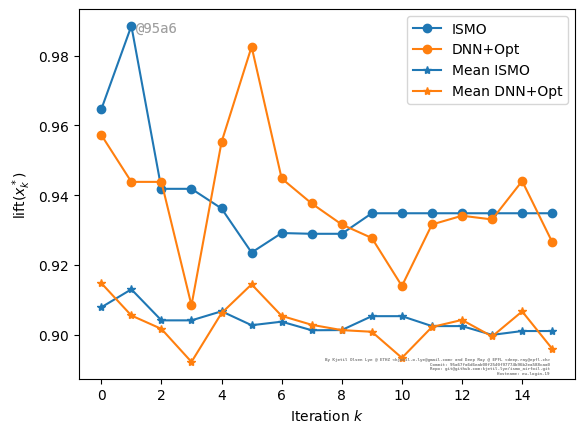 @95a6
ISMO
DNN+Opt
Mean ISMO
Mean DNN+Opt
0.98
0.96
0.94
0.92
0.90
lift(x*k)
0 2 4 6 8 10 12 14
Iteration k